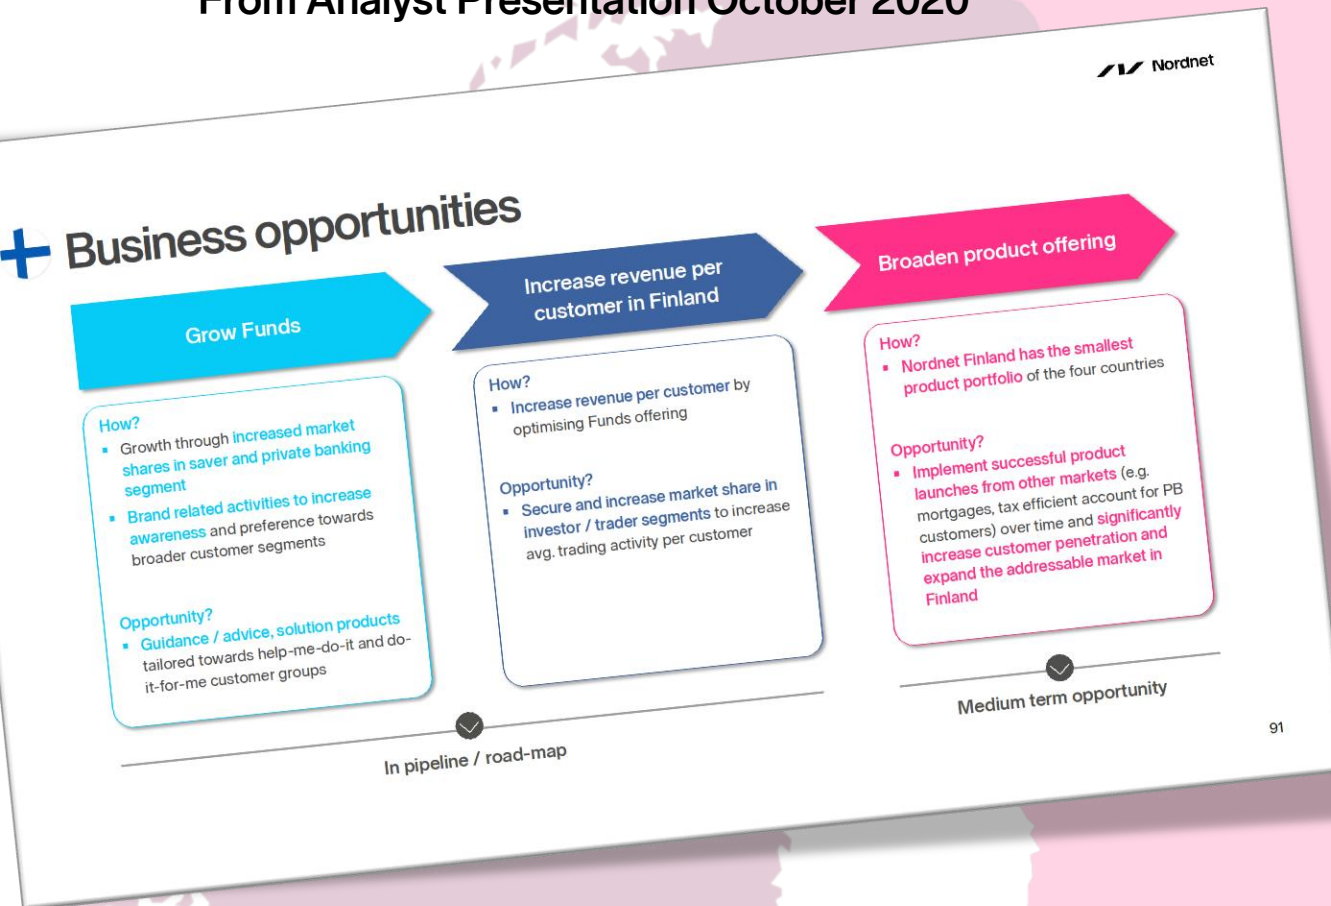 From Analyst Presentation October 2020
Nordnet
Business opportunities
Grow Funds
How?
▪ Growth through increased market
shares in saver and private banking
segment
▪ Brand related activities to increase
awareness and preference towards
broader customer segments
Opportunity?
▪ Guidance / advice, solution products
tailored towards help-me-do-it and do-
it-for-me customer groups
Increase revenue per
customer in Finland
How?
▪ Increase revenue per customer by
optimising Funds offering
Opportunity?
▪ Secure and increase market share in
investor / trader segments to increase
avg. trading activity per customer
In pipeline / road-map
Broaden product offering
How?
▪ Nordnet Finland has the smallest
product portfolio of the four countries
Opportunity?
▪ Implement successful product
launches from other markets (e.g.
mortgages, tax efficient account for PB
customers) over time and significantly
increase customer penetration and
expand the addressable market in
Finland
Medium term opportunity
91